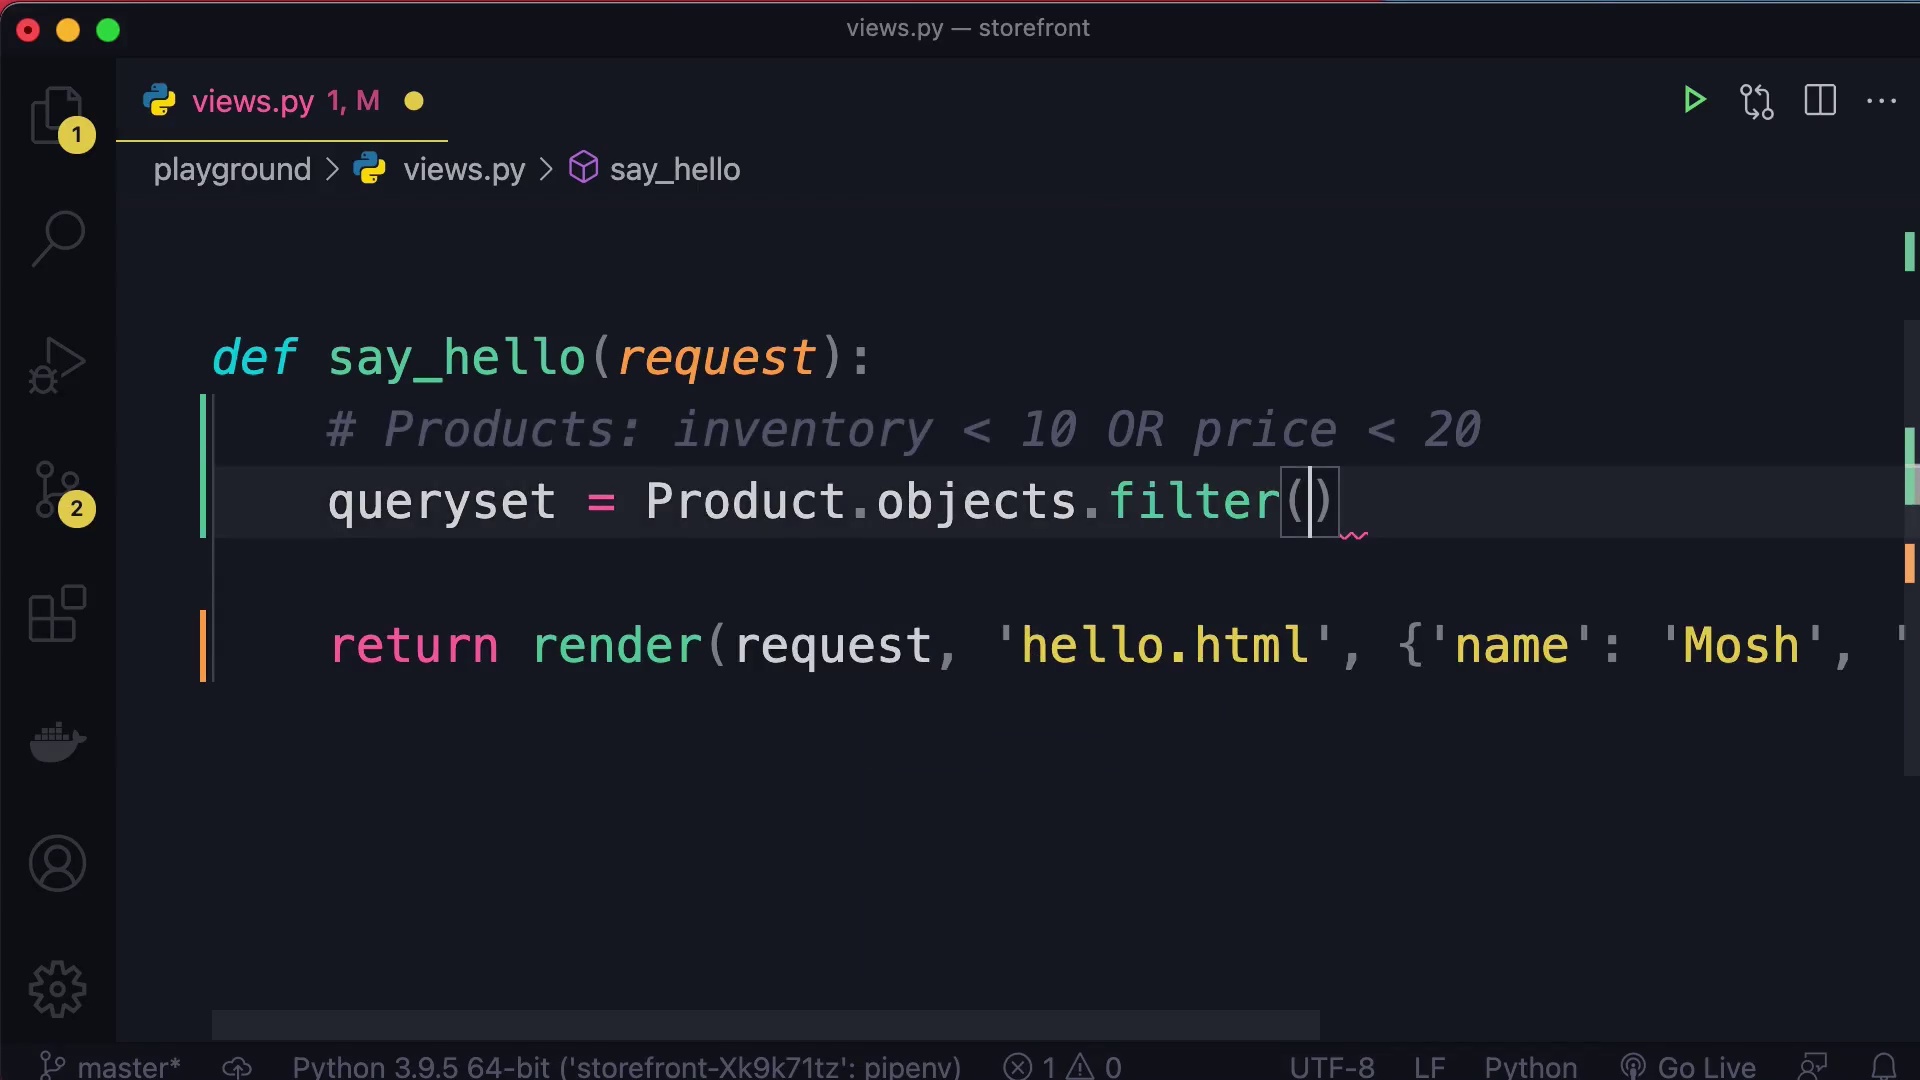 views.py — storefront
views.py 1, M
1
playground > views.py > say_hello
def say_hello(request):
# Products: inventory < 10 OR price < 20
queryset = Product.objects.filter()
2
return render(request, 'hello.html', {'name': 'Mosh', '
master* Python 3.9.5 64-bit ('storefront-Xk9k71tz': pipenv) 1 0 UTF-8 LF Python Go Live